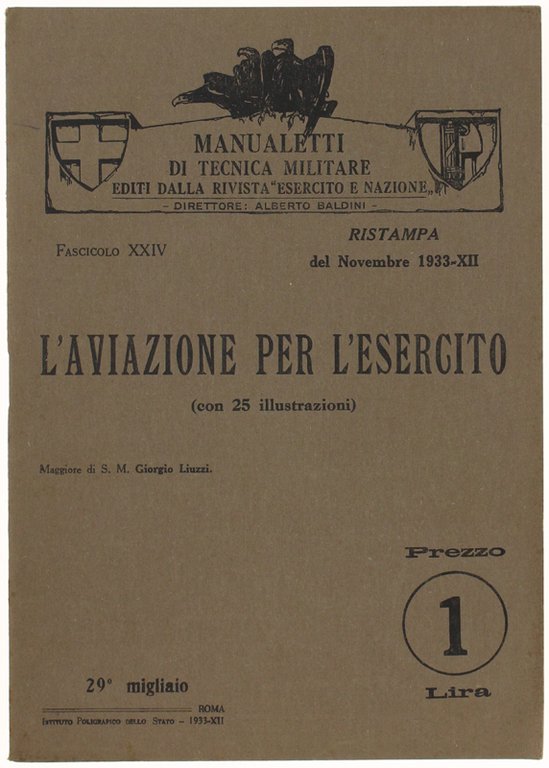 MANUALETTI
DI TECNICA MILITARE
EDITI DALLA RIVISTA "ESERCITO E NAZIONE„
- DIRETTORE: ALBERTO BALDINI -
FASCICOLO XXIV
RISTAMPA
del Novembre 1933-XII
L'AVIAZIONE PER L'ESERCITO
(con 25 illustrazioni)
Maggiore di S. M. Giorgio Liuzzi.
Prezzo
1
Lira
29° migliaio
ROMA
ISTITUTO POLIGRAFICO DELLO STATO - 1933-XII